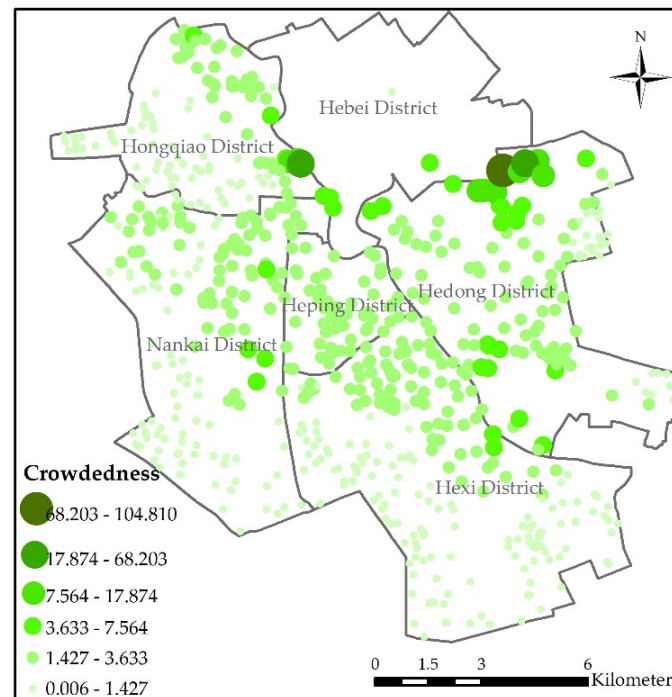 N
Hebei District
Hongqiao District
Heping District
Hedong District
Nankai District
Hexi District
Crowdedness
68.203 - 104.810
17.874 - 68.203
7.564 - 17.874
3.633 - 7.564
1.427 - 3.633
0.006 - 1.427
0 1.5 3 6
Kilometer